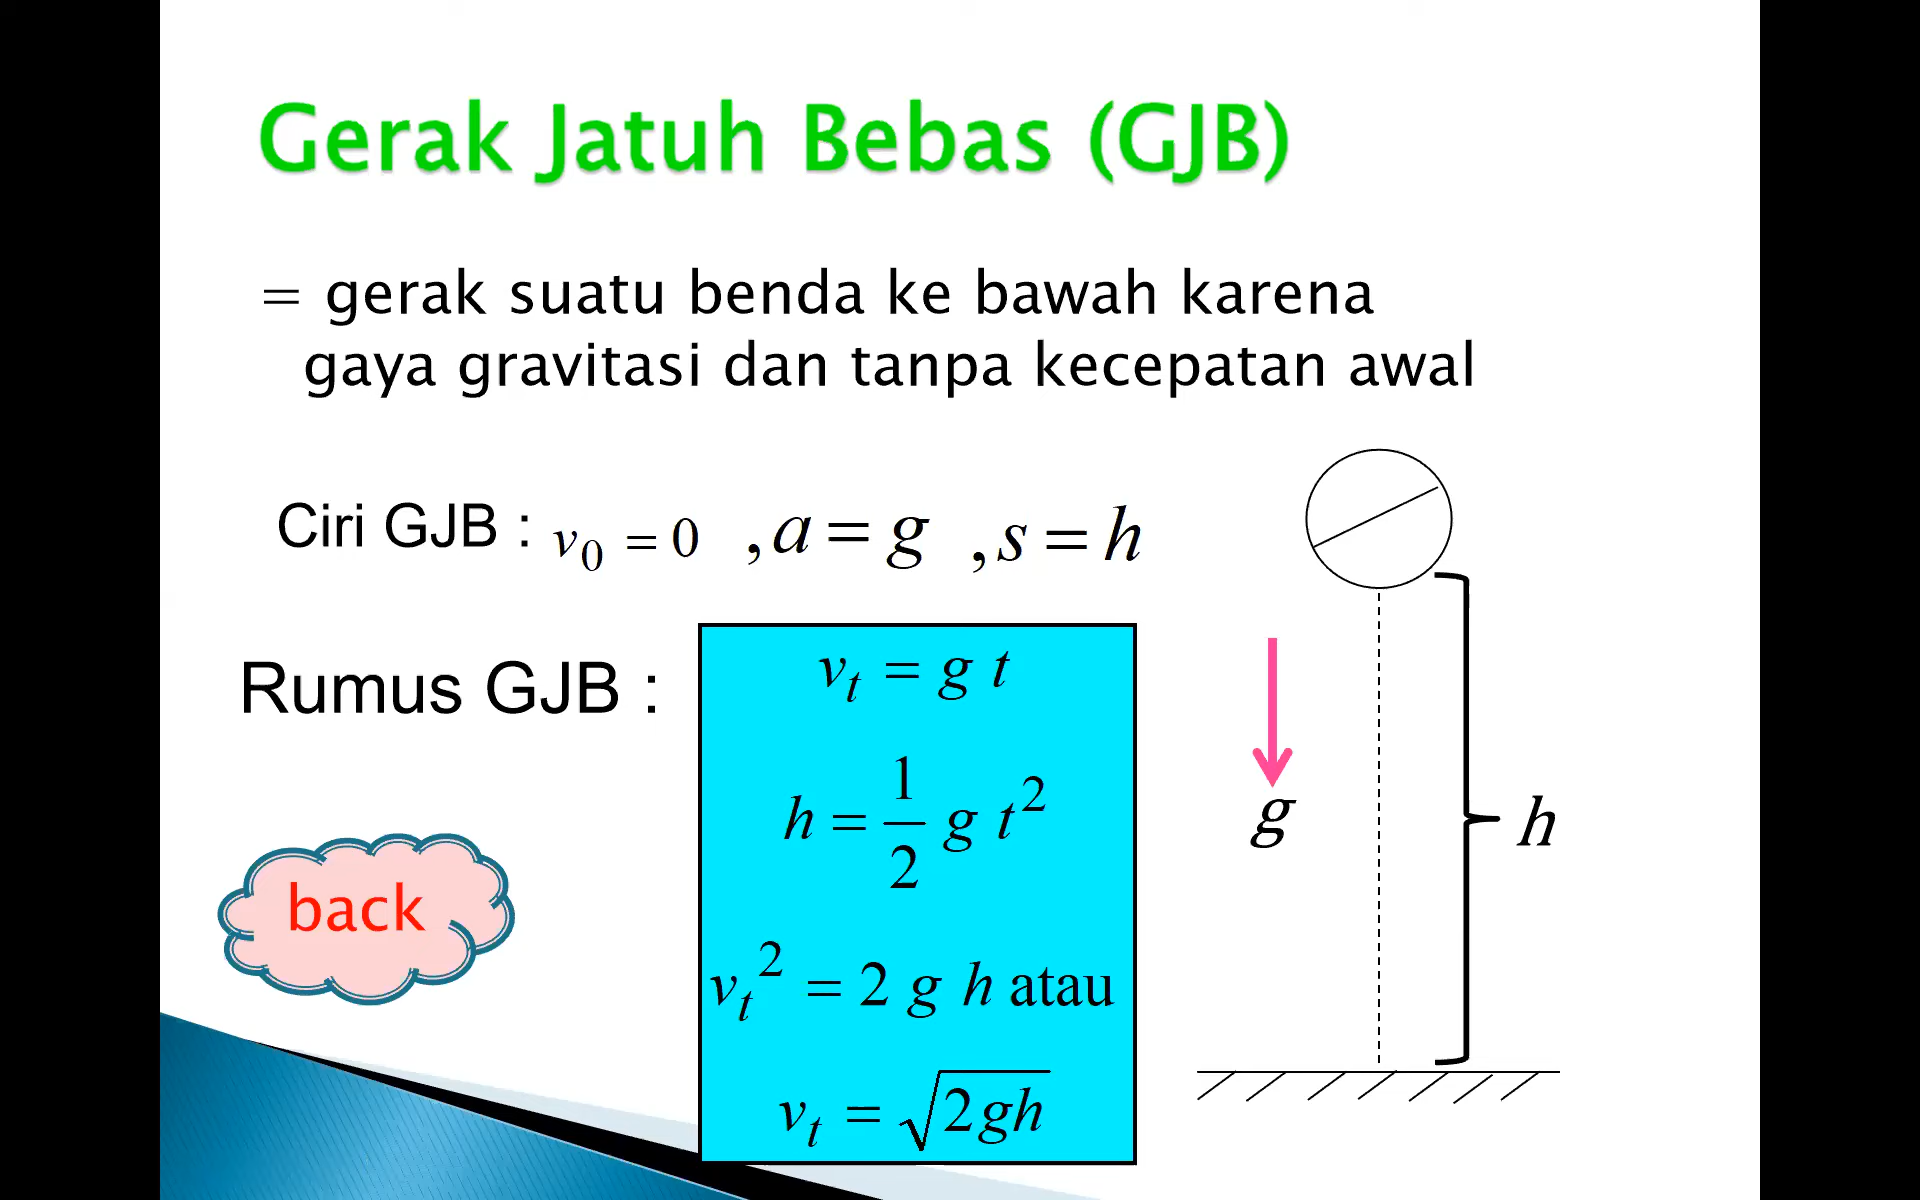 Gerak Jatuh Bebas (GJB)
= gerak suatu benda ke bawah karena
gaya gravitasi dan tanpa kecepatan awal
Ciri GJB : v₀ = 0 , a = g , s = h
Rumus GJB :
vₜ = g t
h = 1/2 g t²
vₜ² = 2 g h atau
vₜ = √2gh
g
h
back